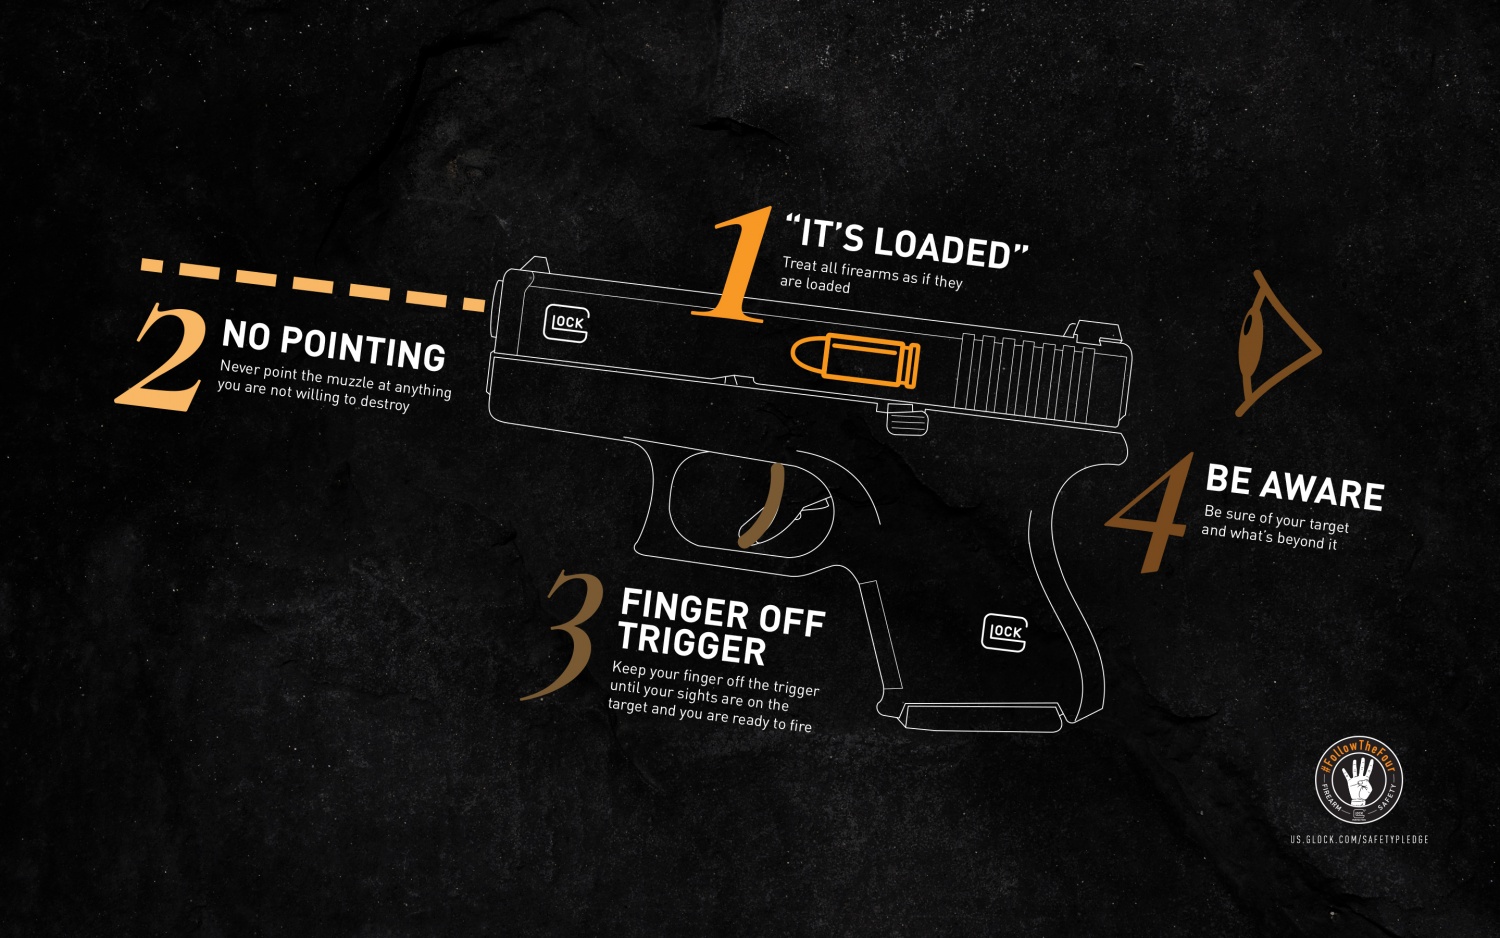 1
“IT’S LOADED”
Treat all firearms as if they
are loaded
2
NO POINTING
Never point the muzzle at anything
you are not willing to destroy
GLOCK
3
FINGER OFF
TRIGGER
Keep your finger off the trigger
until your sights are on the
target and you are ready to fire
4
BE AWARE
Be sure of your target
and what’s beyond it
GLOCK
#FollowTheFour
FIREARM SAFETY
US.GLOCK.COM/SAFETYPLEDGE